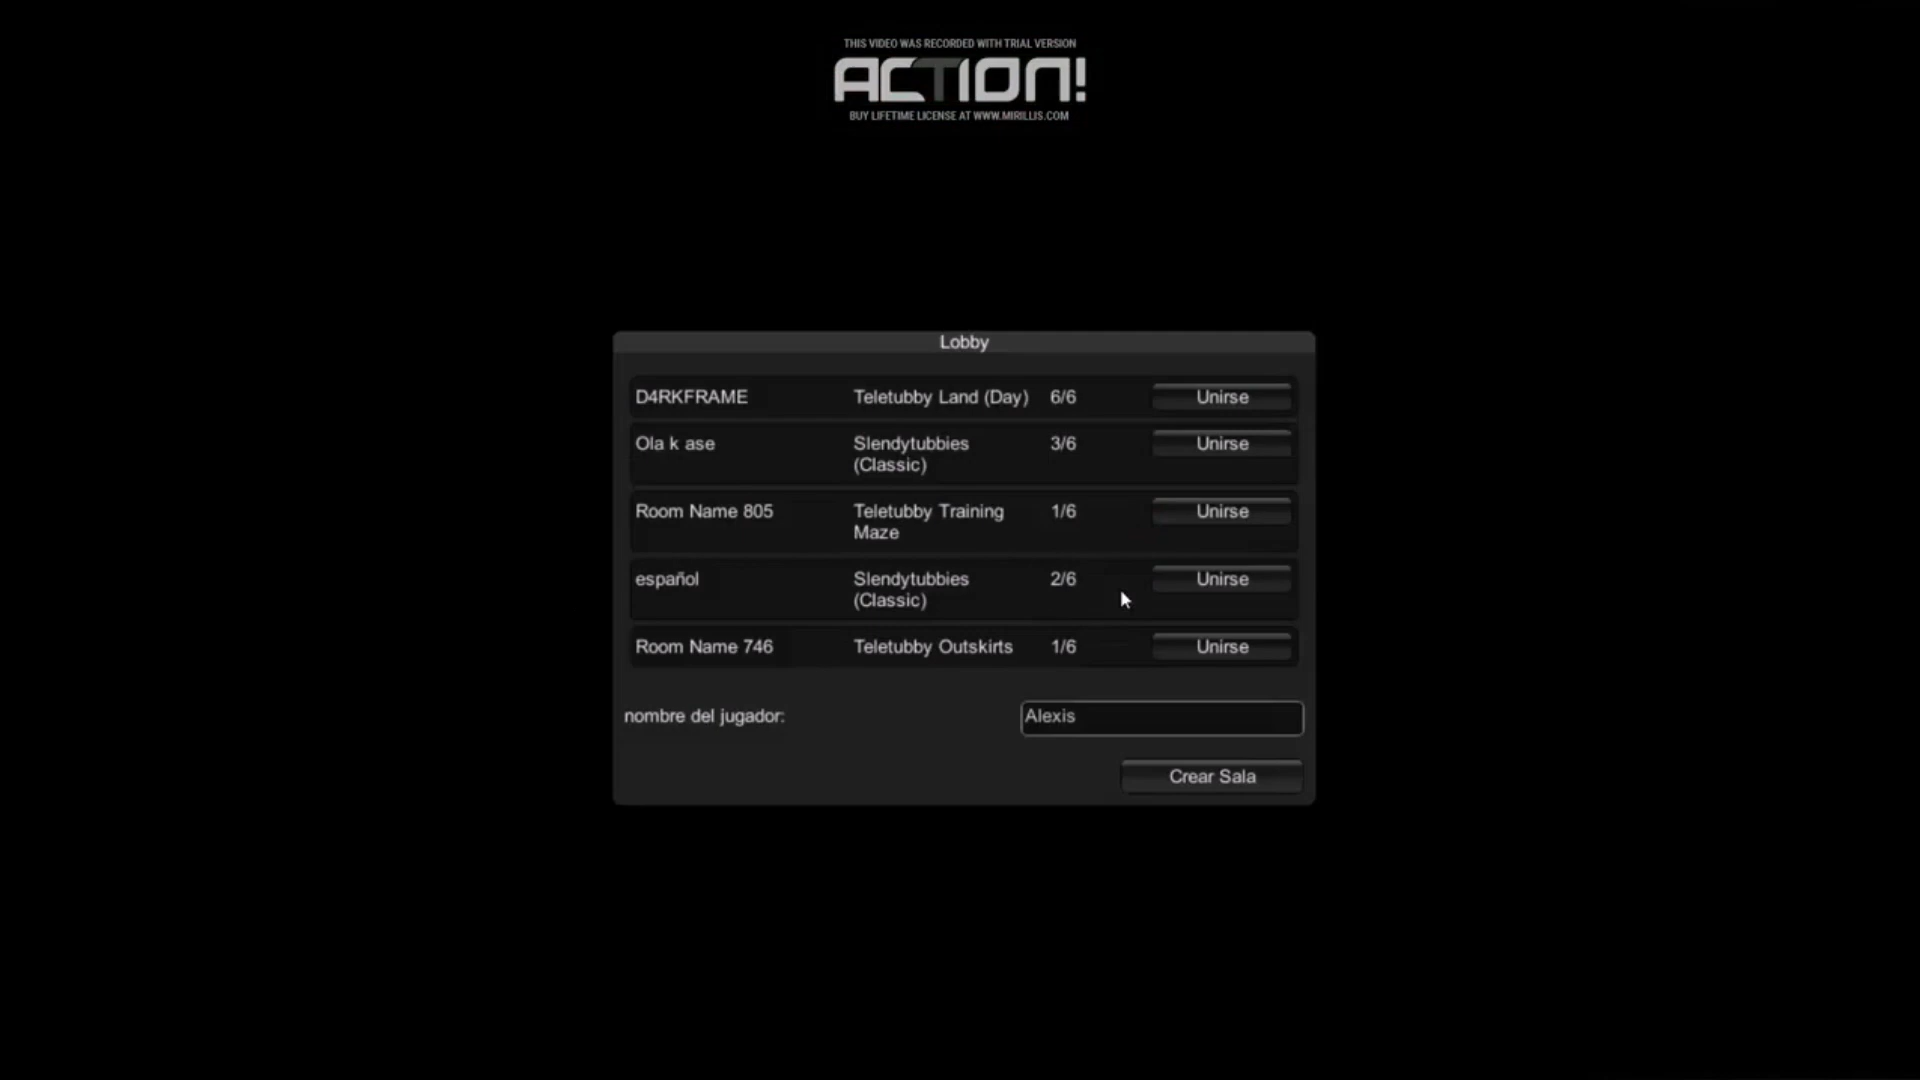 THIS VIDEO WAS RECORDED WITH TRIAL VERSION
ACTION!
BUY LIFETIME LICENSE AT WWW.MIRILLIS.COM
Lobby
D4RKFRAME Teletubby Land (Day) 6/6 Unirse
Ola k ase Slendytubbies 3/6 Unirse
(Classic)
Room Name 805 Teletubby Training 1/6 Unirse
Maze
español Slendytubbies 2/6 Unirse
(Classic)
Room Name 746 Teletubby Outskirts 1/6 Unirse
nombre del jugador: Alexis
Crear Sala